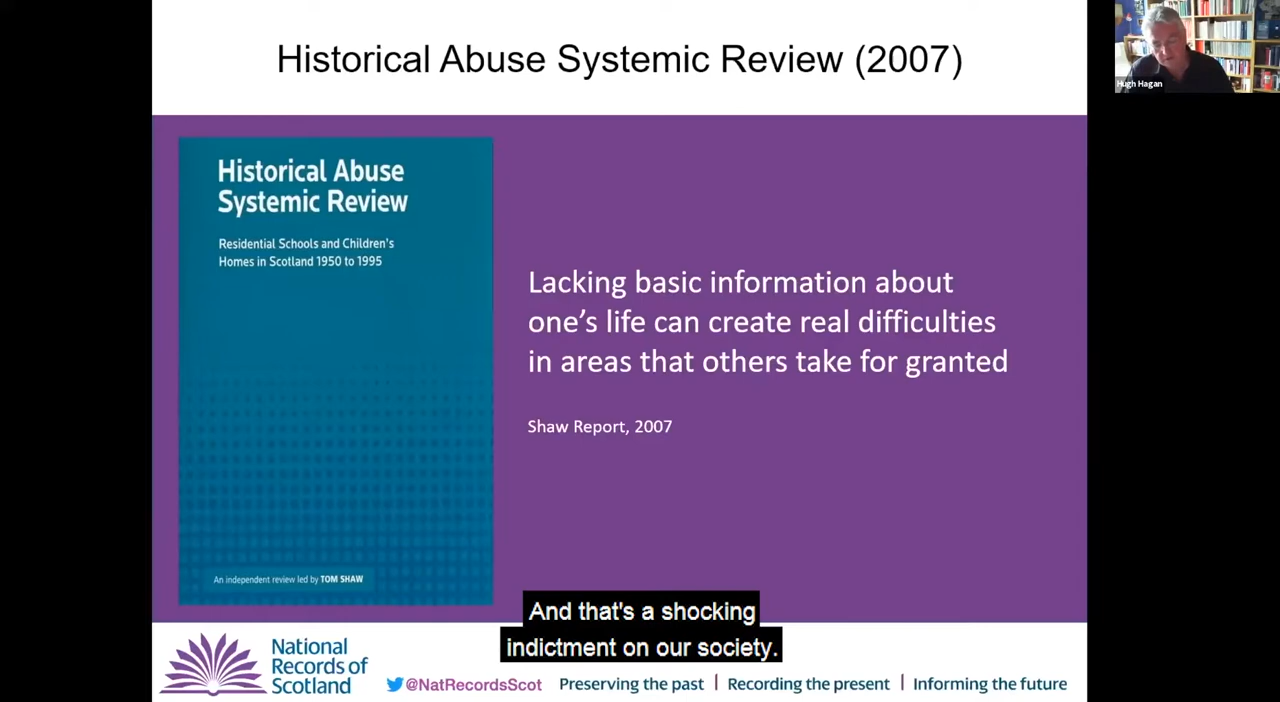 Historical Abuse Systemic Review (2007)
Hugh Hagan
Historical Abuse
Systemic Review
Residential Schools and Children's
Homes in Scotland 1950 to 1995
An independent review led by TOM SHAW
Lacking basic information about
one’s life can create real difficulties
in areas that others take for granted
Shaw Report, 2007
And that's a shocking
indictment on our society.
National
Records of
Scotland
@NatRecordsScot
Preserving the past | Recording the present | Informing the future